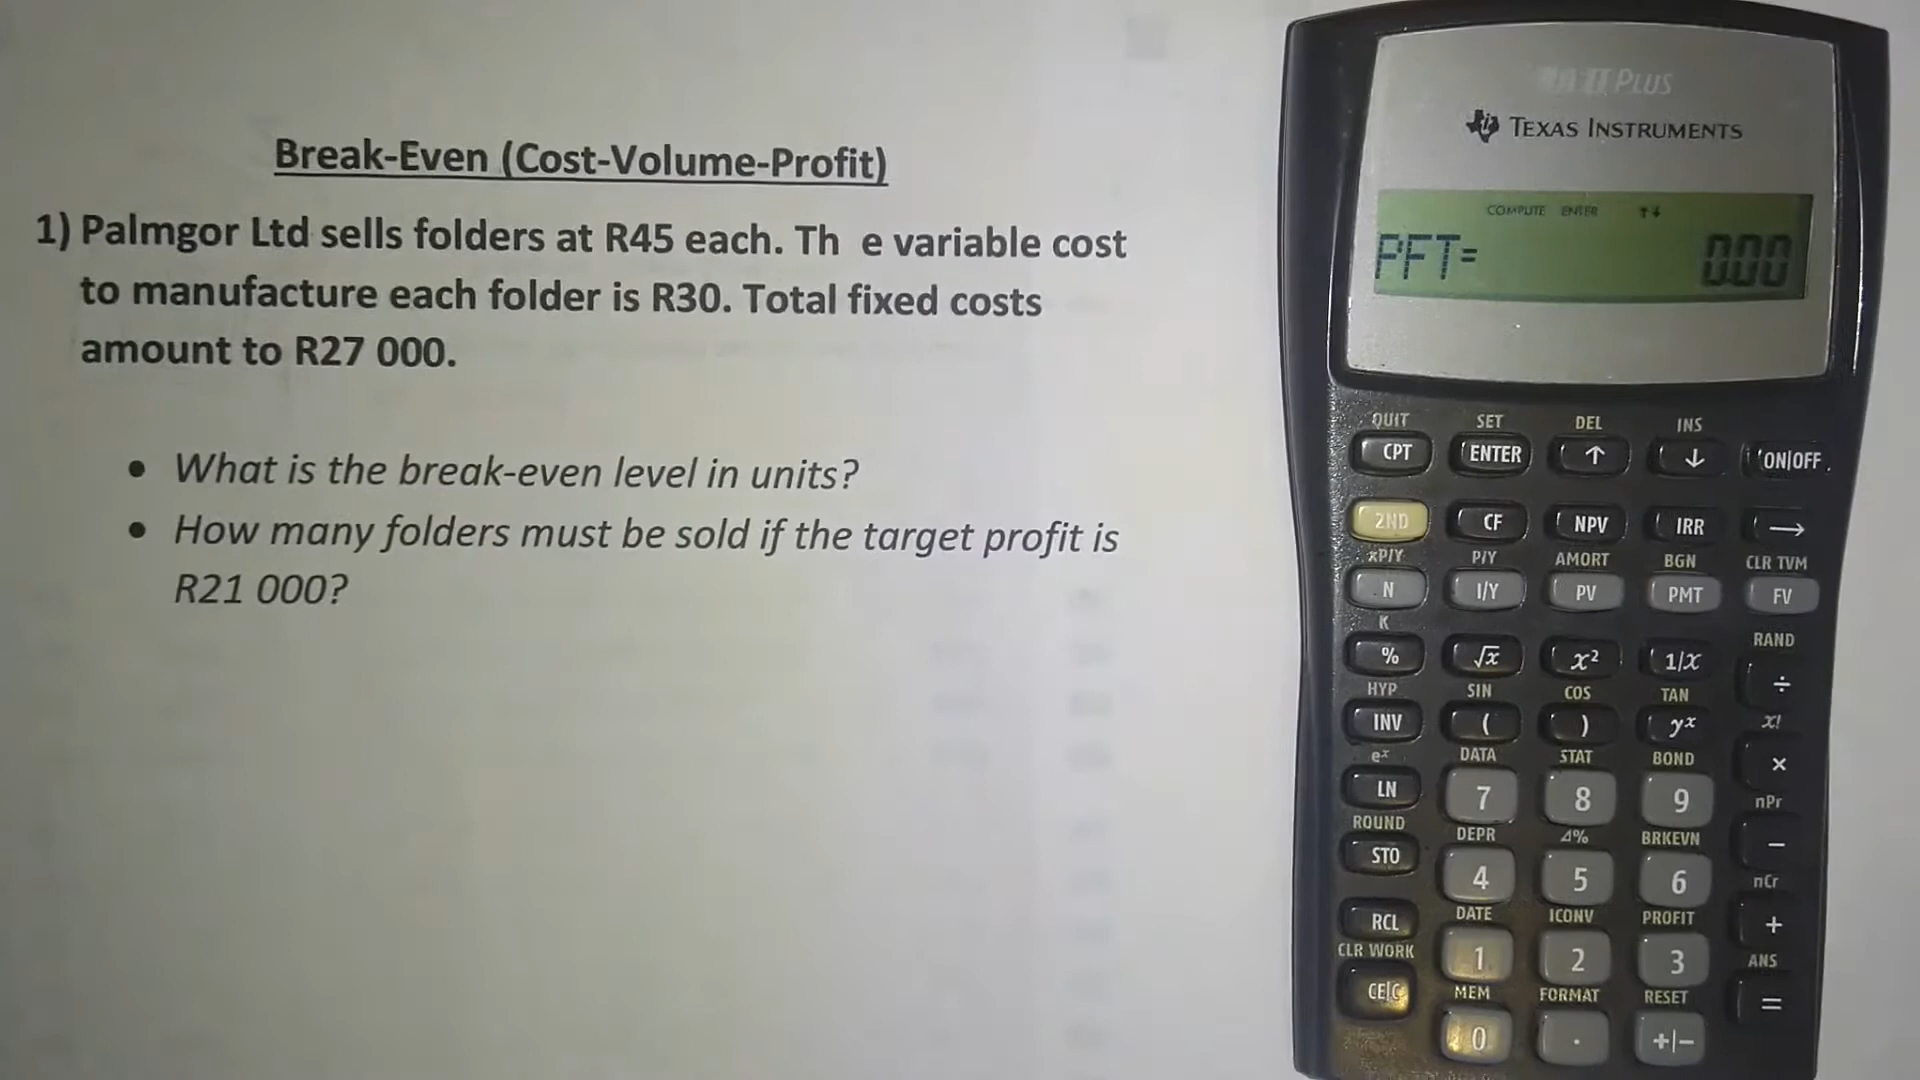 Break-Even (Cost-Volume-Profit)
1) Palmgor Ltd sells folders at R45 each. Th e variable cost
to manufacture each folder is R30. Total fixed costs
amount to R27 000.
• What is the break-even level in units?
• How many folders must be sold if the target profit is
R21 000?
BA II PLUS
TEXAS INSTRUMENTS
COMPUTE ENTER ↑↓
PFT= 0.00
QUIT SET DEL INS
CPT ENTER ↑ ↓ ON|OFF
2ND CF NPV IRR →
xP/Y P/Y AMORT BGN CLR TVM
N I/Y PV PMT FV
K RAND
% √x x² 1/x ÷
HYP SIN COS TAN x!
INV ( ) yˣ ×
eˣ DATA STAT BOND nPr
LN 7 8 9 −
ROUND DEPR Δ% BRKEVN nCr
STO 4 5 6 +
DATE ICONV PROFIT ANS
RCL 1 2 3 =
CLR WORK MEM FORMAT RESET
CE|C 0 . +|−